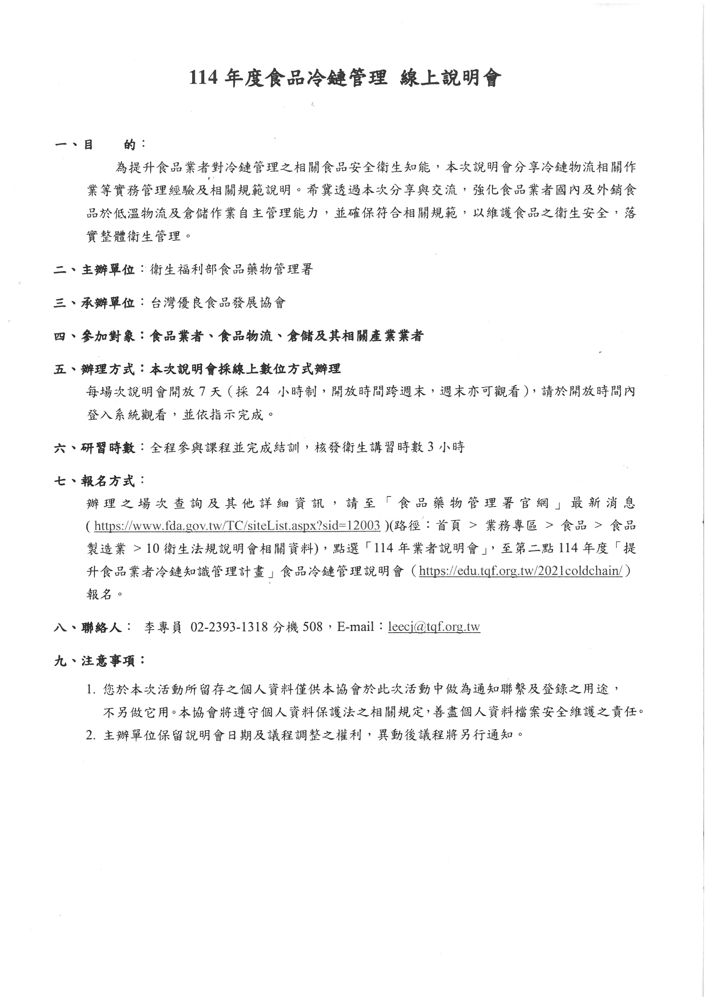 114 年度食品冷鏈管理 線上說明會
一、目　　的：
為提升食品業者對冷鏈管理之相關食品安全衛生知能，本次說明會分享冷鏈物流相關作
業等實務管理經驗及相關規範說明。希冀透過本次分享與交流，強化食品業者國內及外銷食
品於低溫物流及倉儲作業自主管理能力，並確保符合相關規範，以維護食品之衛生安全，落
實整體衛生管理。
二、主辦單位：衛生福利部食品藥物管理署
三、承辦單位：台灣優良食品發展協會
四、參加對象：食品業者、食品物流、倉儲及其相關產業業者
五、辦理方式：本次說明會採線上數位方式辦理
每場次說明會開放 7 天（採 24 小時制，開放時間跨週末，週末亦可觀看），請於開放時間內
登入系統觀看，並依指示完成。
六、研習時數：全程參與課程並完成結訓，核發衛生講習時數 3 小時
七、報名方式：
辦理之場次查詢及其他詳細資訊，請至「食品藥物管理署官網」最新消息
( https://www.fda.gov.tw/TC/siteList.aspx?sid=12003 )(路徑：首頁 > 業務專區 > 食品 > 食品
製造業 > 10 衛生法規說明會相關資料)，點選「114 年業者說明會」，至第二點 114 年度「提
升食品業者冷鏈知識管理計畫」食品冷鏈管理說明會（https://edu.tqf.org.tw/2021coldchain/）
報名。
八、聯絡人： 李專員 02-2393-1318 分機 508，E-mail：leecj@tqf.org.tw
九、注意事項：
1. 您於本次活動所留存之個人資料僅供本協會於此次活動中做為通知聯繫及登錄之用途，
不另做它用。本協會將遵守個人資料保護法之相關規定，善盡個人資料檔案安全維護之責任。
2. 主辦單位保留說明會日期及議程調整之權利，異動後議程將另行通知。